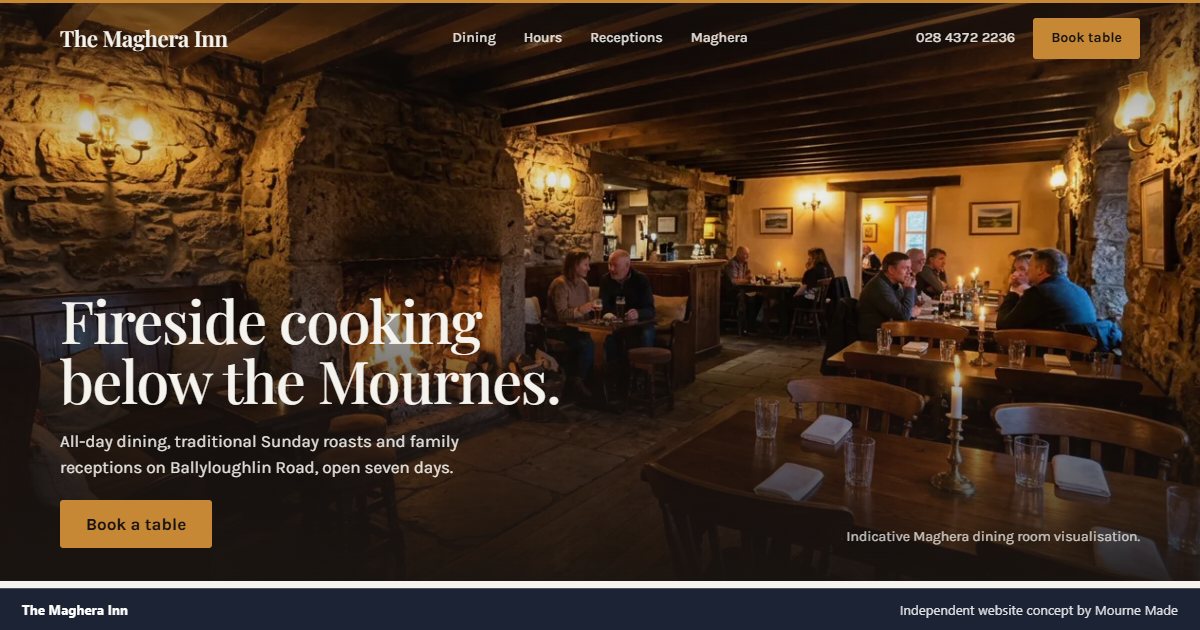 The Maghera Inn
Dining
Hours
Receptions
Maghera
028 4372 2236
Book table
Fireside cooking
below the Mournes.
All-day dining, traditional Sunday roasts and family
receptions on Ballyloughlin Road, open seven days.
Book a table
Indicative Maghera dining room visualisation.
The Maghera Inn
Independent website concept by Mourne Made